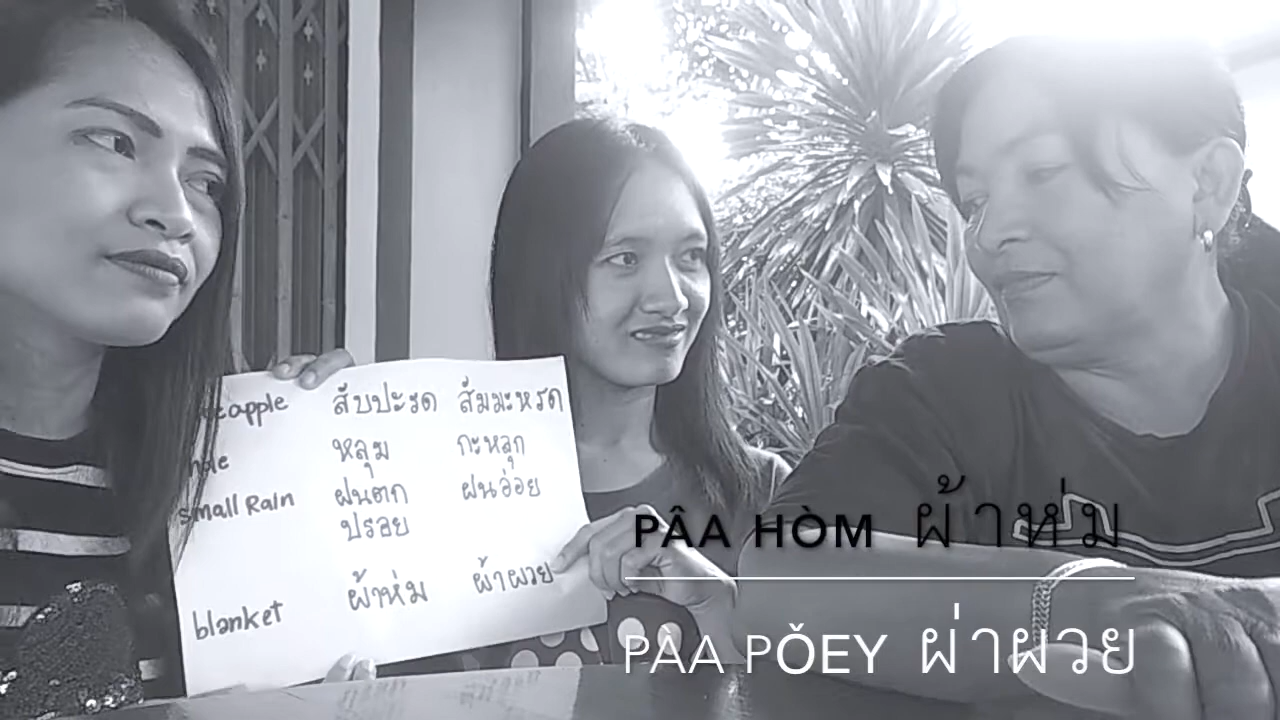 apple สับปะรด สัมมะหรด
hole หลุม กะหลุก
small Rain ฝนตก ฝนอ่อย
ปรอย
blanket ผ้าห่ม ผ้าผวย
PÂA HÒM ผ้าห่ม
PÀA PǑEY ผ่าผวย